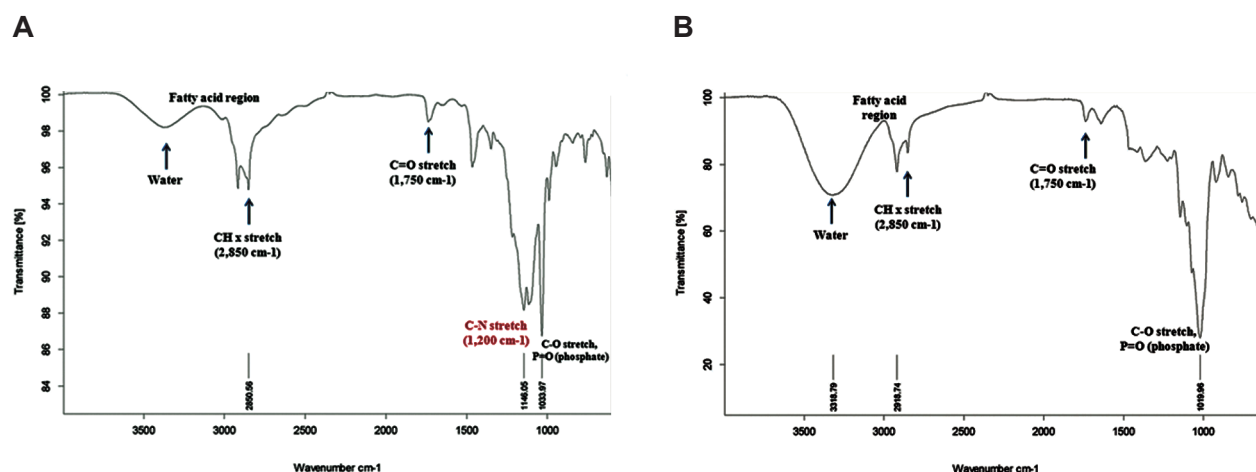 A
Transmittance [%]
100
98
96
94
92
90
88
86
84
Fatty acid region
Water
CH x stretch
(2,850 cm-1)
C=O stretch
(1,750 cm-1)
C-N stretch
(1,200 cm-1)
C-O stretch,
P=O (phosphate)
2850.56
1146.05
1033.97
3500
3000
2500
2000
1500
1000
Wavenumber cm-1
B
Transmittance [%]
100
80
60
40
20
Fatty acid
region
Water
CH x stretch
(2,850 cm-1)
C=O stretch
(1,750 cm-1)
C-O stretch,
P=O (phosphate)
3318.79
2918.74
1019.96
3500
3000
2500
2000
1500
1000
Wavenumber cm-1